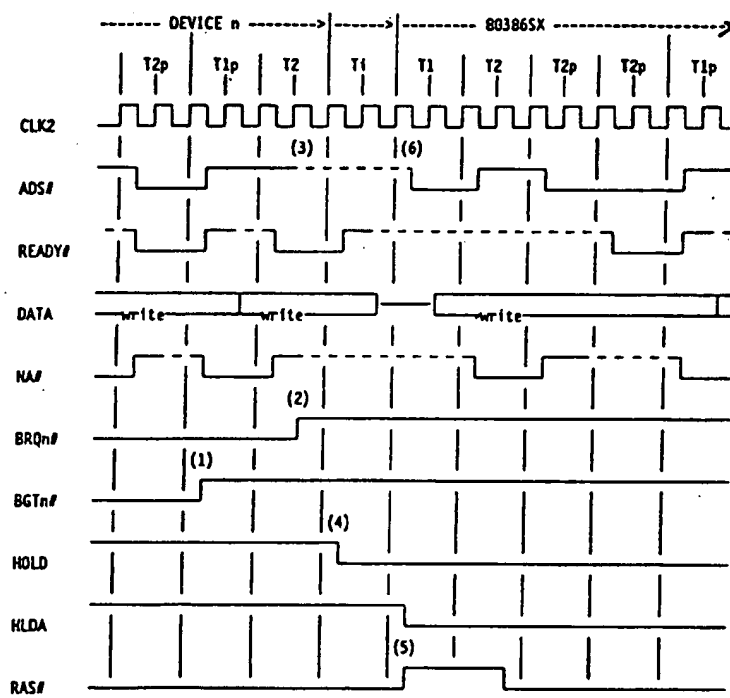 DEVICE n 80386SX
T2p T1p T2 Ti T1 T2 T2p T2p T1p
CLK2
(3) (6)
ADS#
READY#
DATA write write write
NA#
(2)
BRQn#
(1)
BGTn#
(4)
HOLD
HLDA
(5)
RAS#